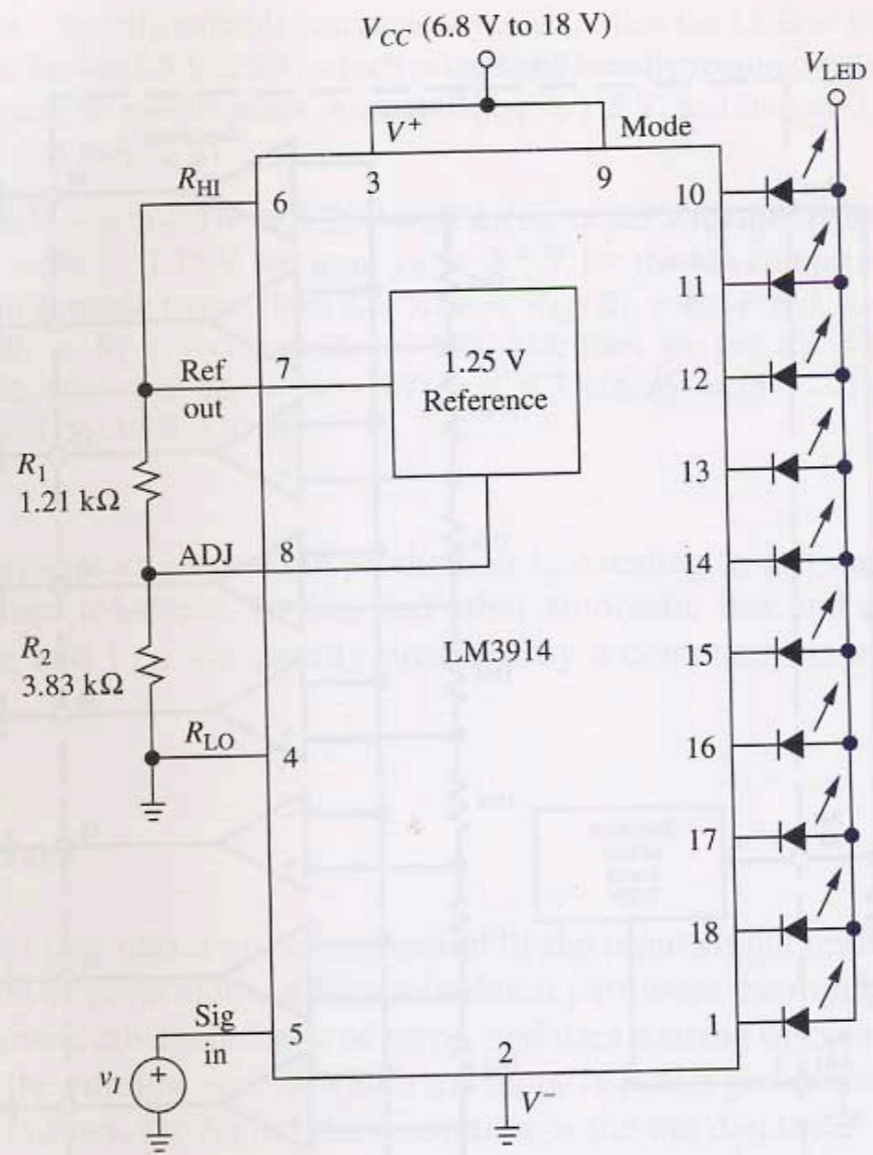 V_CC (6.8 V to 18 V)
V_LED
V⁺
Mode
3
9
R_HI
6
10
11
Ref
out
7
1.25 V
Reference
12
R₁
1.21 kΩ
13
ADJ
8
14
R₂
3.83 kΩ
LM3914
15
R_LO
4
16
17
18
Sig
in
5
1
2
v_I
+
V⁻